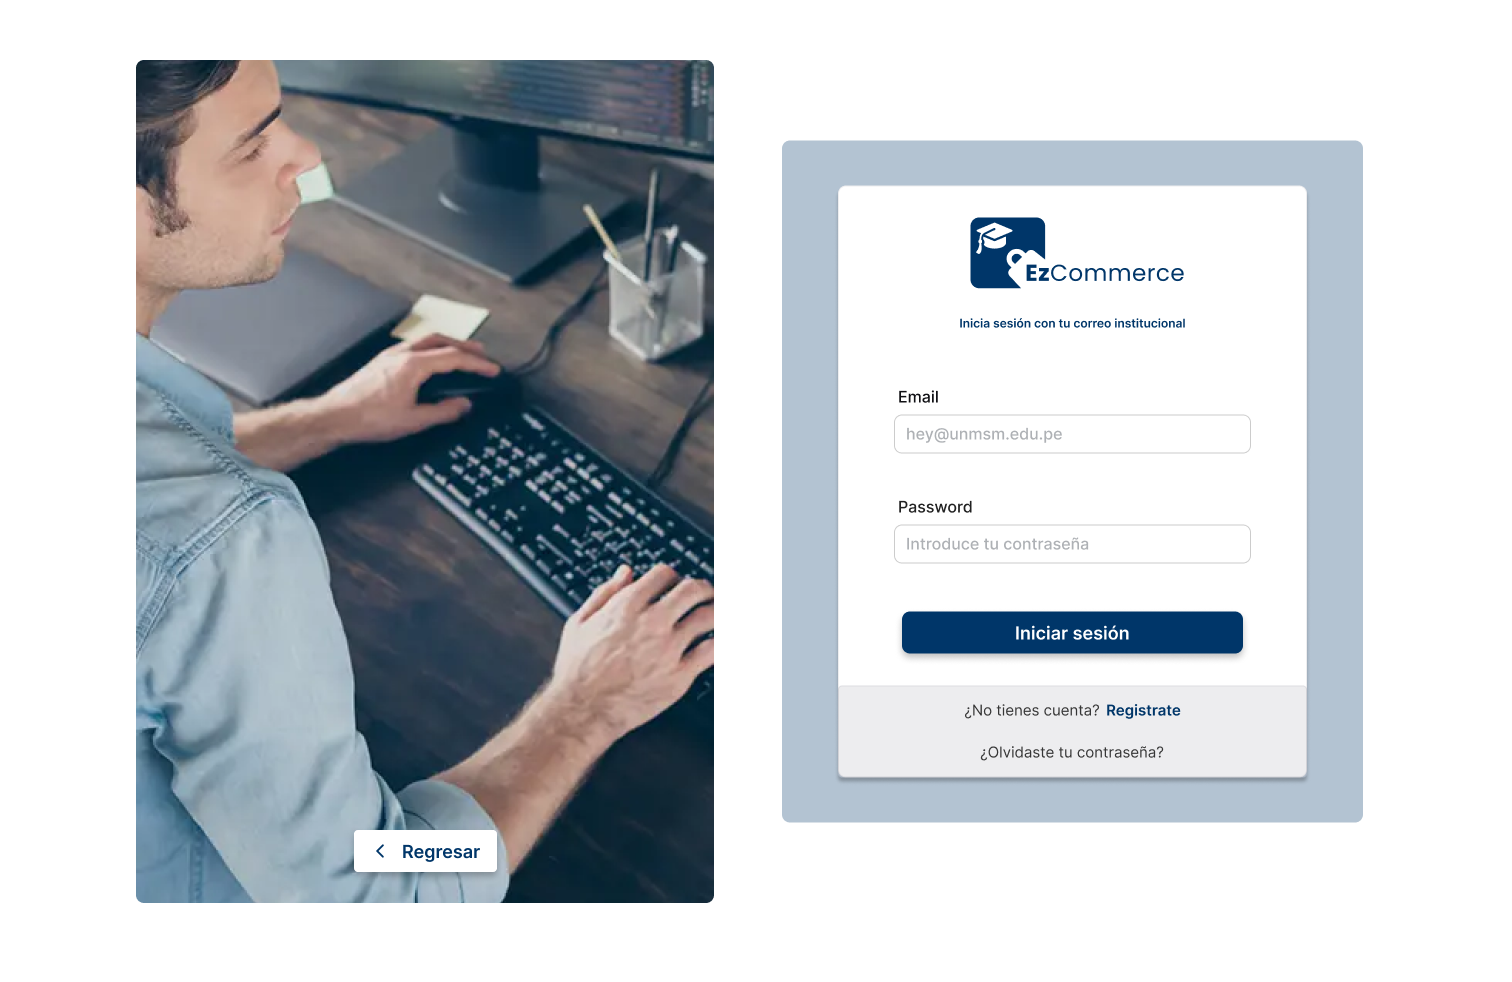 Regresar
EzCommerce
Inicia sesión con tu correo institucional
Email
hey@unmsm.edu.pe
Password
Introduce tu contraseña
Iniciar sesión
¿No tienes cuenta? Registrate
¿Olvidaste tu contraseña?